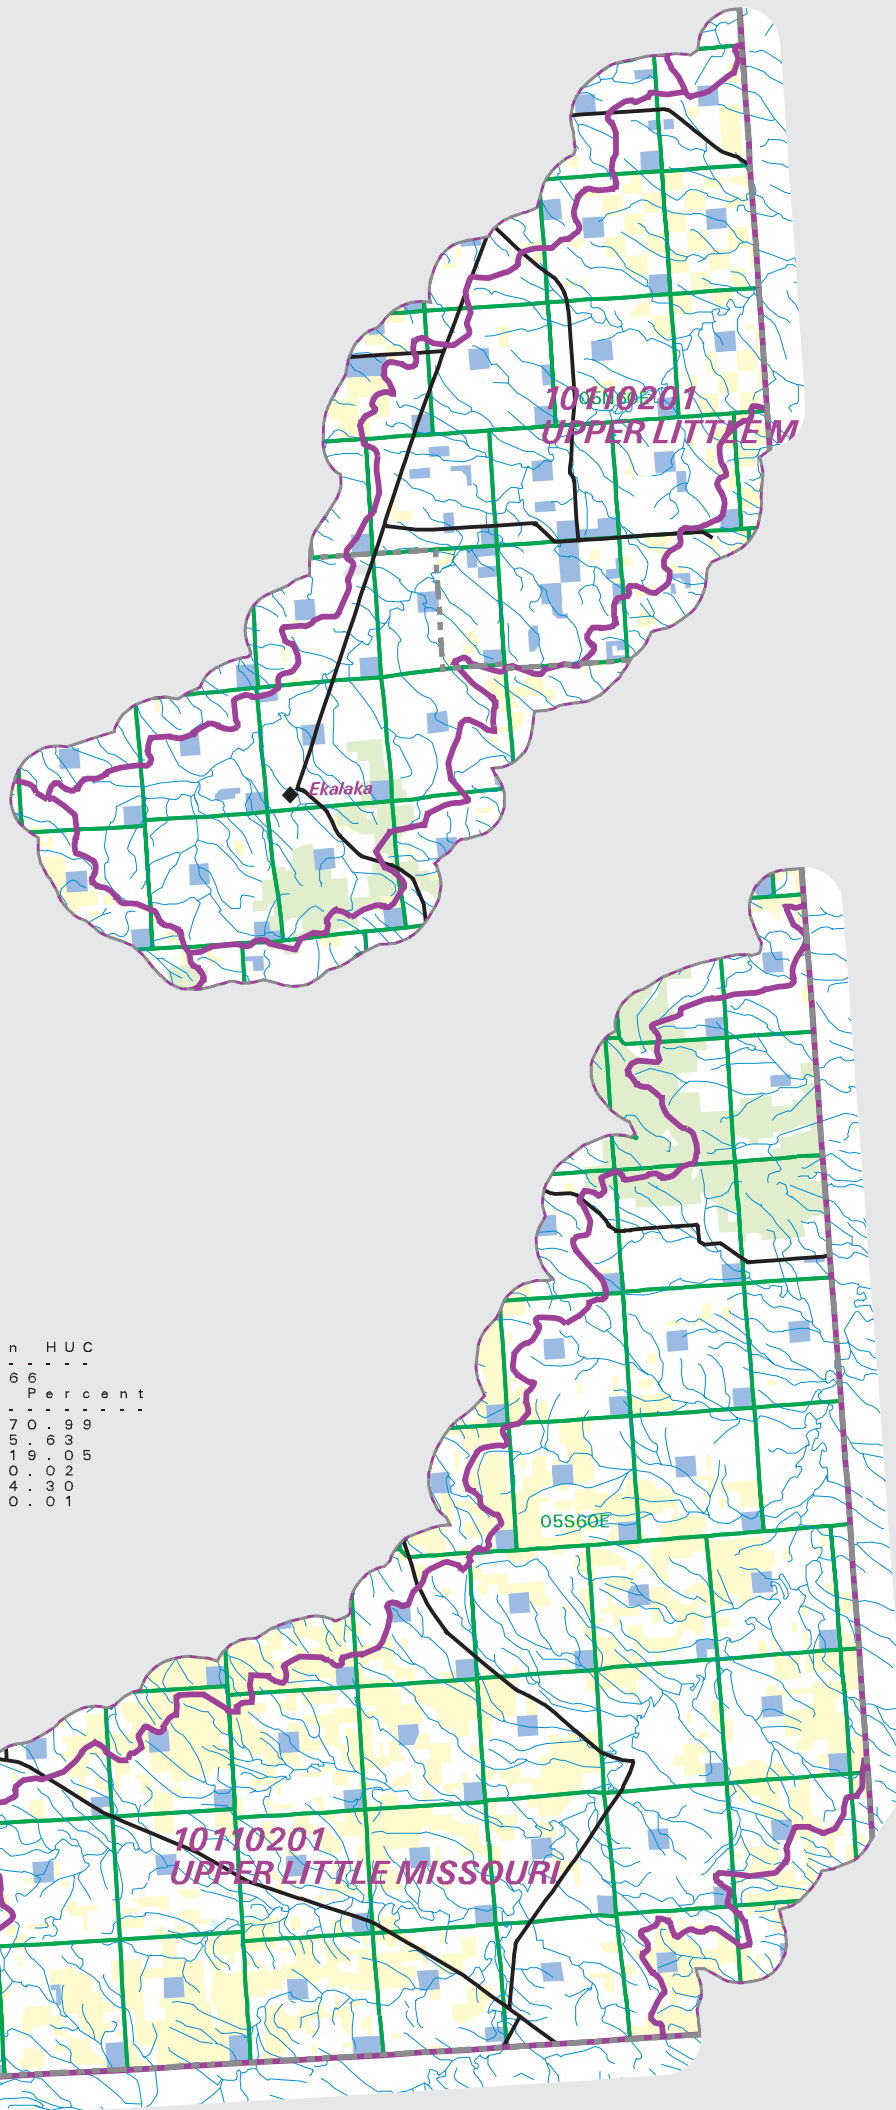 05N60E
10110201
UPPER LITTLE M
Ekalaka
n HUC
- - - - -
66
Percent
- - - - - - - -
70.99
5.63
19.05
0.02
4.30
0.01
05S60E
10110201
UPPER LITTLE MISSOURI